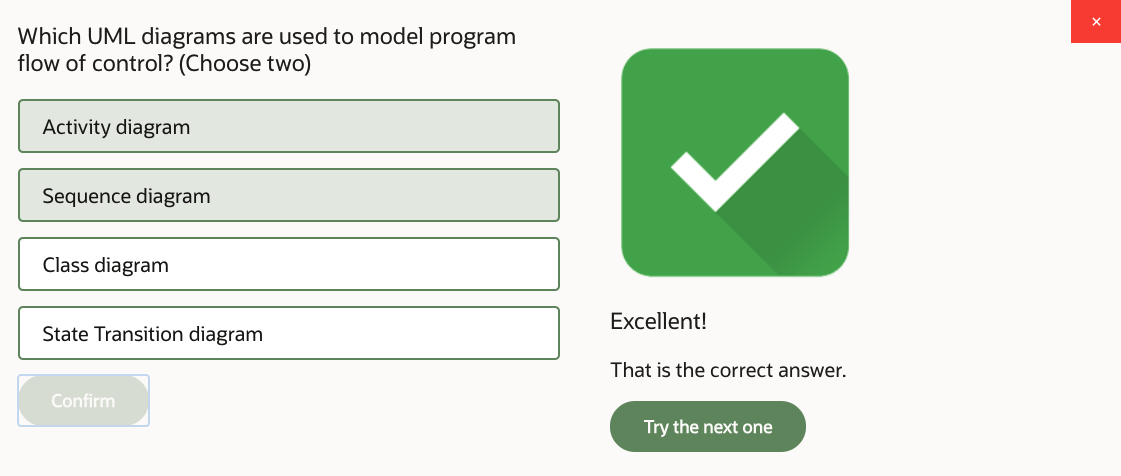 Which UML diagrams are used to model program
flow of control? (Choose two)
Activity diagram
Sequence diagram
Class diagram
State Transition diagram
Confirm
×
Excellent!
That is the correct answer.
Try the next one